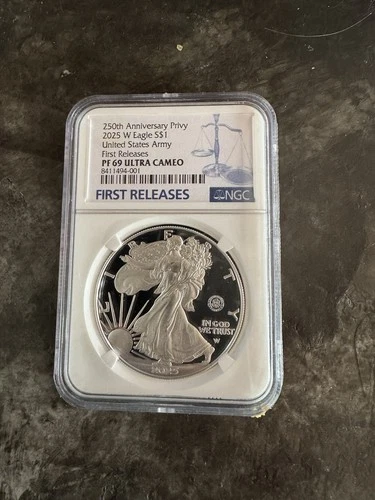 250th Anniversary Privy
2025 W Eagle S$1
United States Army
First Releases
PF 69 ULTRA CAMEO
8411494-001
FIRST RELEASES
NGC
LIBERTY
IN GOD
WE TRUST
W
2025